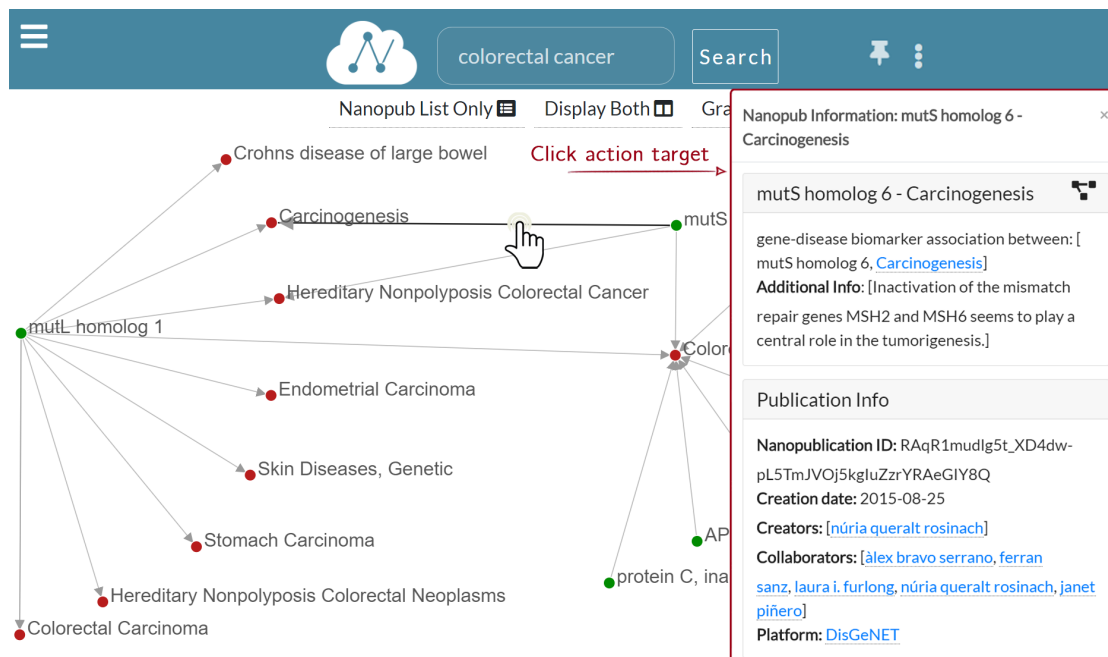 colorectal cancer
Search
Nanopub List Only
Display Both
Gra
Nanopub Information: mutS homolog 6 -
Carcinogenesis
×
Click action target
Crohns disease of large bowel
Carcinogenesis
mutS
Hereditary Nonpolyposis Colorectal Cancer
mutL homolog 1
Color
Endometrial Carcinoma
Skin Diseases, Genetic
Stomach Carcinoma
AP
protein C, ina
Hereditary Nonpolyposis Colorectal Neoplasms
Colorectal Carcinoma
mutS homolog 6 - Carcinogenesis
gene-disease biomarker association between: [
mutS homolog 6, Carcinogenesis]
Additional Info: [Inactivation of the mismatch
repair genes MSH2 and MSH6 seems to play a
central role in the tumorigenesis.]
Publication Info
Nanopublication ID: RAqR1mudIg5t_XD4dw-
pL5TmJVOj5kgIuZzrYRAeGIY8Q
Creation date: 2015-08-25
Creators: [núria queralt rosinach]
Collaborators: [àlex bravo serrano, ferran
sanz, laura i. furlong, núria queralt rosinach, janet
piñero]
Platform: DisGeNET